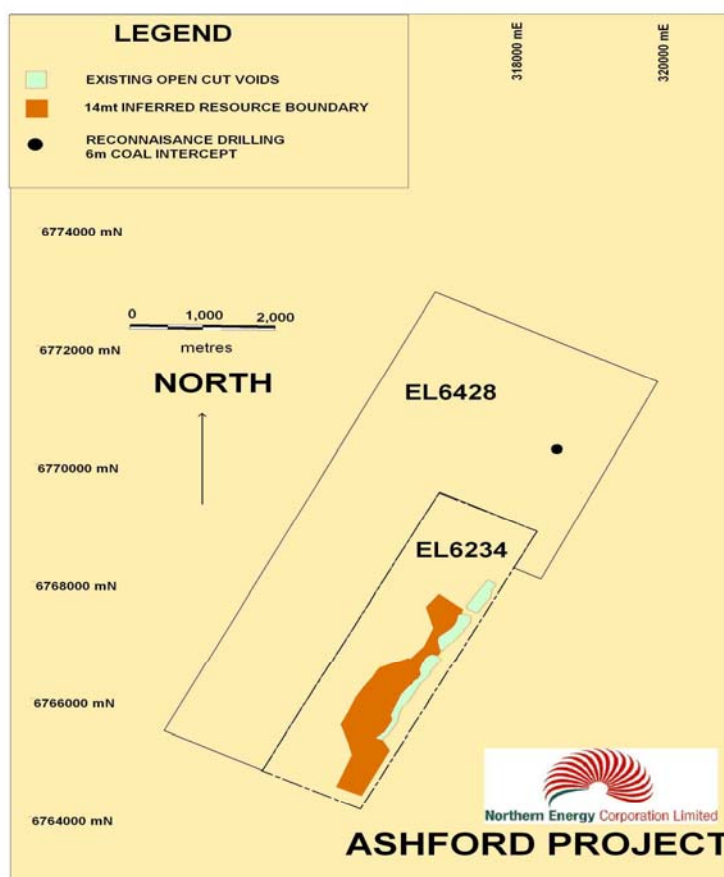 LEGEND
EXISTING OPEN CUT VOIDS
14mt INFERRED RESOURCE BOUNDARY
RECONNAISANCE DRILLING
6m COAL INTERCEPT
318000 mE
320000 mE
6774000 mN
0 1,000 2,000
metres
6772000 mN
NORTH
EL6428
6770000 mN
EL6234
6768000 mN
6766000 mN
6764000 mN
Northern Energy Corporation Limited
ASHFORD PROJECT